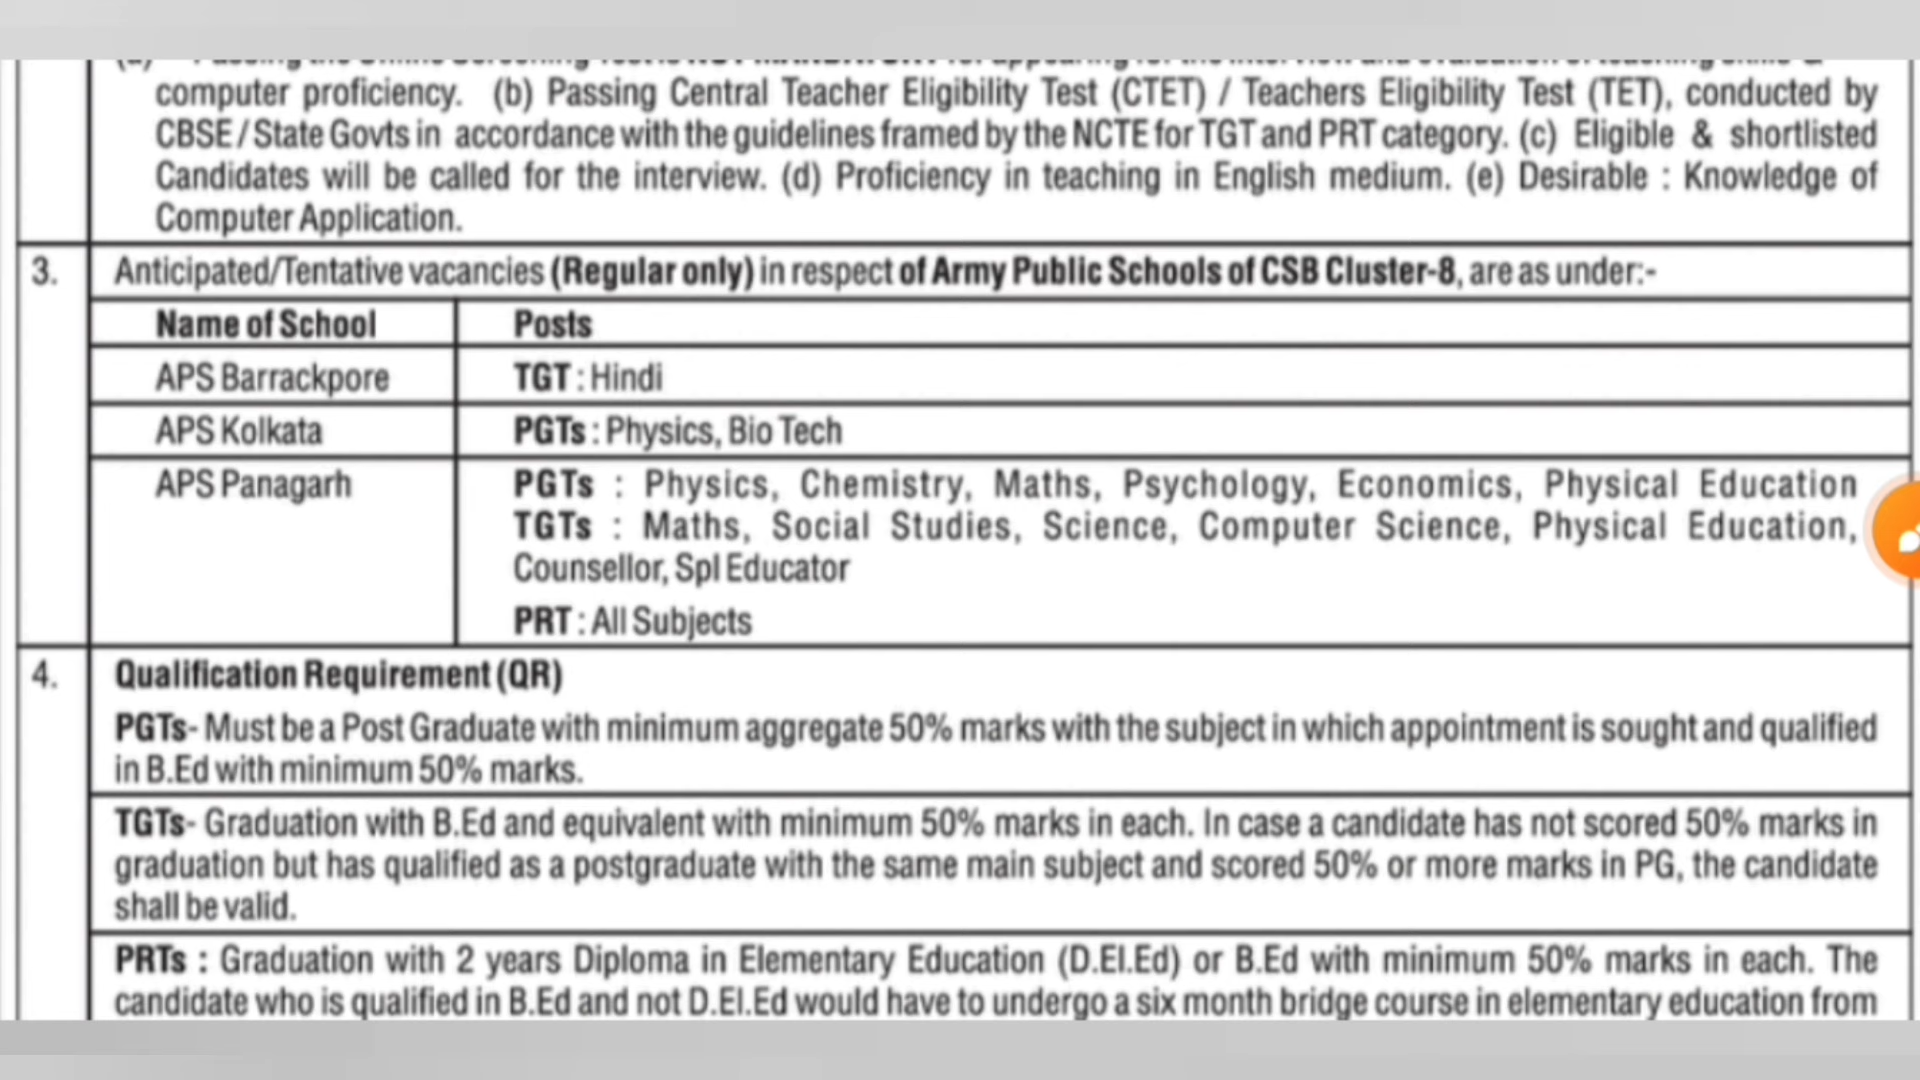 computer proficiency. (b) Passing Central Teacher Eligibility Test (CTET) / Teachers Eligibility Test (TET), conducted by
CBSE / State Govts in accordance with the guidelines framed by the NCTE for TGT and PRT category. (c) Eligible & shortlisted
Candidates will be called for the interview. (d) Proficiency in teaching in English medium. (e) Desirable : Knowledge of
Computer Application.
3. Anticipated/Tentative vacancies (Regular only) in respect of Army Public Schools of CSB Cluster-8, are as under:-
Name of School Posts
APS Barrackpore TGT : Hindi
APS Kolkata PGTs : Physics, Bio Tech
APS Panagarh PGTs : Physics, Chemistry, Maths, Psychology, Economics, Physical Education
TGTs : Maths, Social Studies, Science, Computer Science, Physical Education,
Counsellor, Spl Educator
PRT : All Subjects
4. Qualification Requirement (QR)
PGTs- Must be a Post Graduate with minimum aggregate 50% marks with the subject in which appointment is sought and qualified
in B.Ed with minimum 50% marks.
TGTs- Graduation with B.Ed and equivalent with minimum 50% marks in each. In case a candidate has not scored 50% marks in
graduation but has qualified as a postgraduate with the same main subject and scored 50% or more marks in PG, the candidate
shall be valid.
PRTs : Graduation with 2 years Diploma in Elementary Education (D.El.Ed) or B.Ed with minimum 50% marks in each. The
candidate who is qualified in B.Ed and not D.El.Ed would have to undergo a six month bridge course in elementary education from